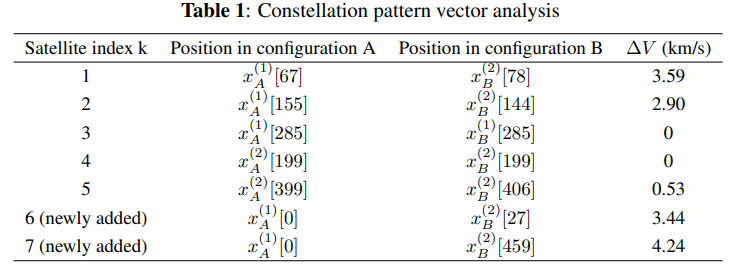 Table 1: Constellation pattern vector analysis
Satellite index k Position in configuration A Position in configuration B ΔV (km/s)
1 x_A^(1)[67] x_B^(2)[78] 3.59
2 x_A^(1)[155] x_B^(2)[144] 2.90
3 x_A^(1)[285] x_B^(1)[285] 0
4 x_A^(2)[199] x_B^(2)[199] 0
5 x_A^(2)[399] x_B^(2)[406] 0.53
6 (newly added) x_A^(1)[0] x_B^(2)[27] 3.44
7 (newly added) x_A^(1)[0] x_B^(2)[459] 4.24